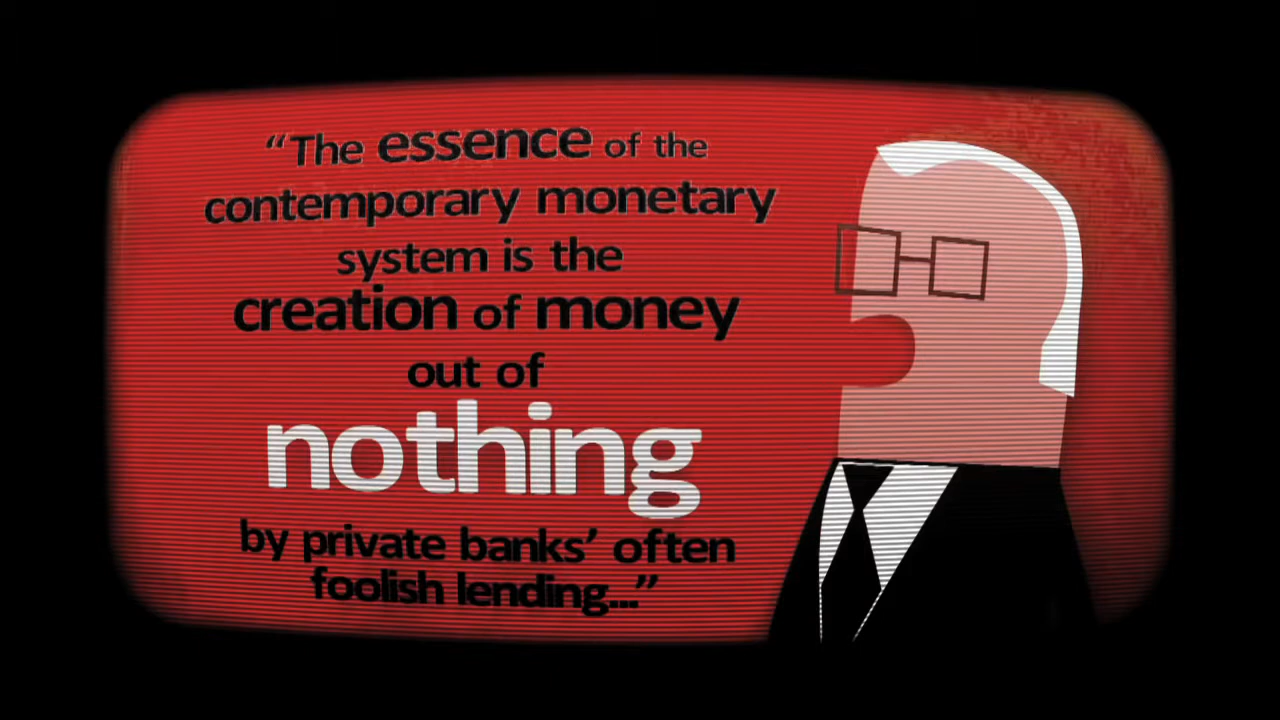 “The essence of the
contemporary monetary
system is the
creation of money
out of
nothing
by private banks’ often
foolish lending...”